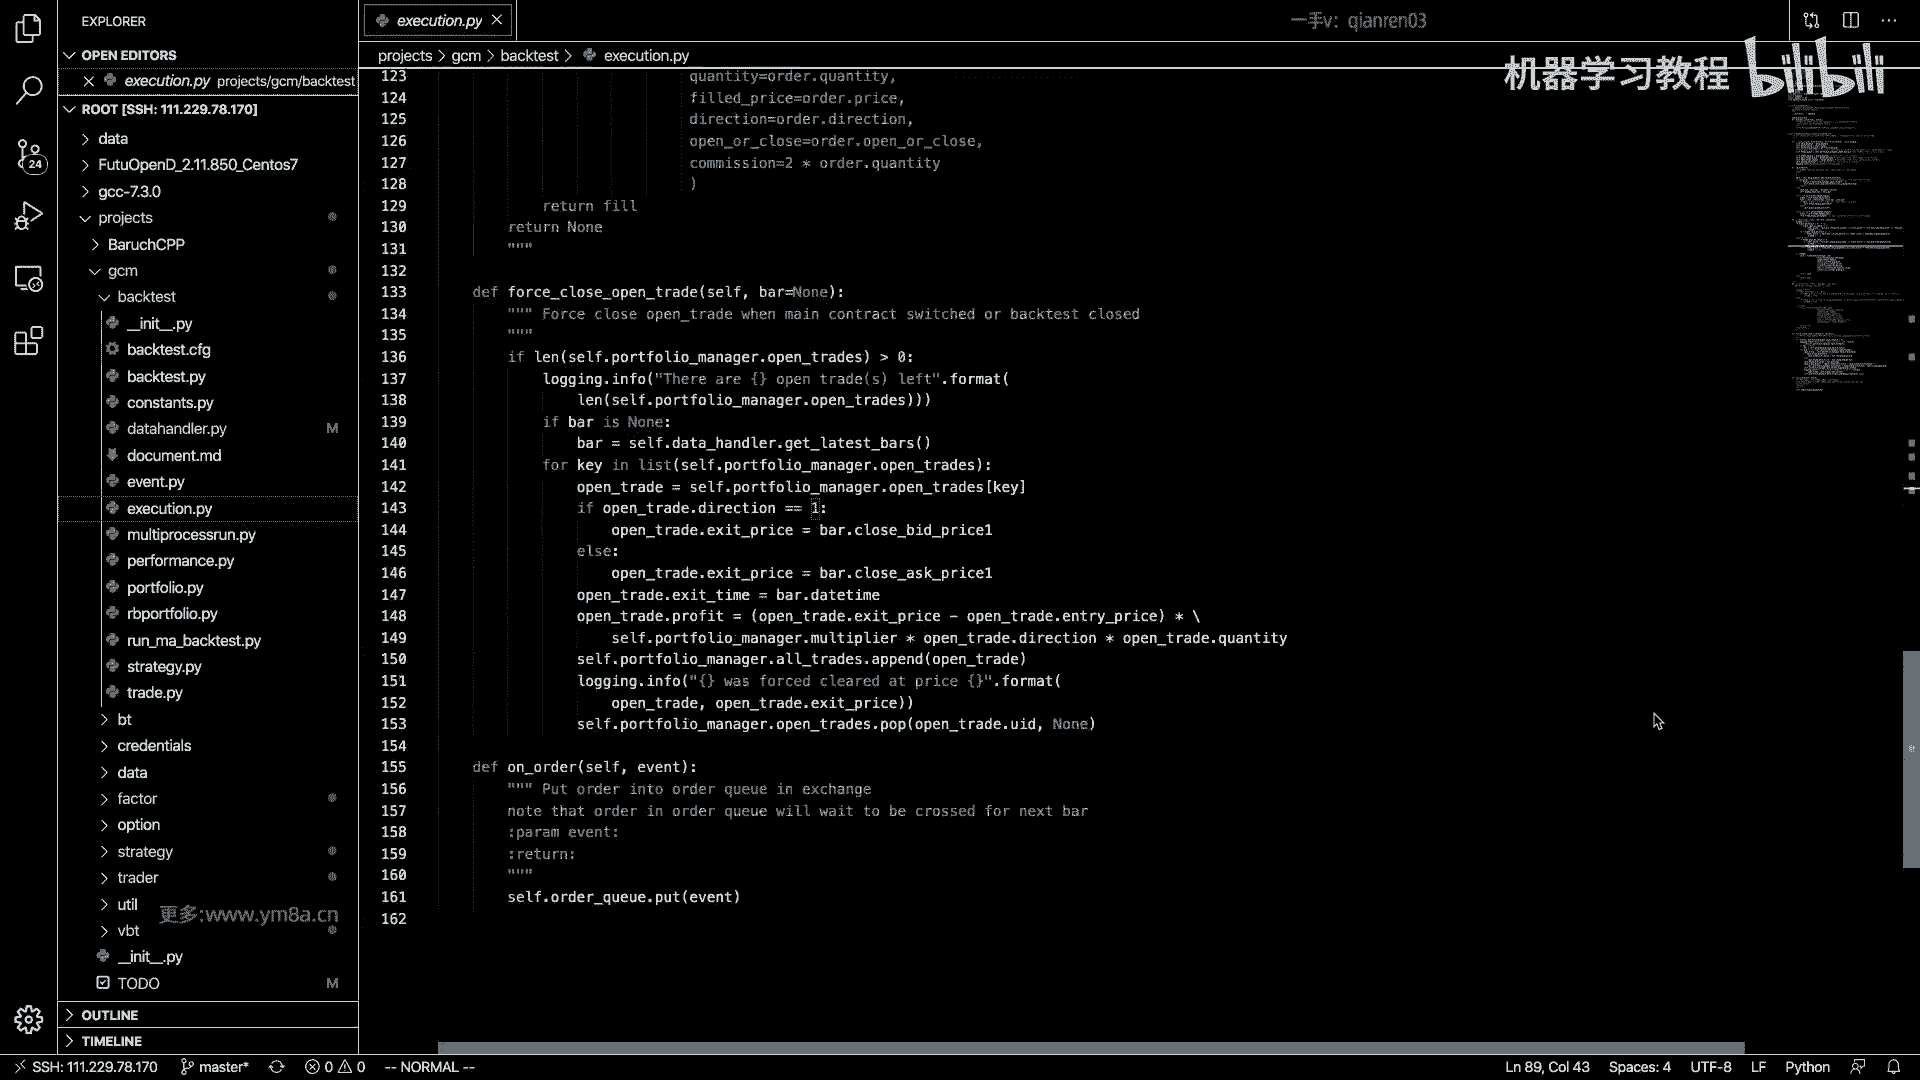 EXPLORER
OPEN EDITORS
execution.py projects/gcm/backtest
ROOT [SSH: 111.229.78.170]
data
FutuOpenD_2.11.850_Centos7
gcc-7.3.0
projects
BaruchCPP
gcm
backtest
__init__.py
backtest.cfg
backtest.py
constants.py
datahandler.py M
document.md
event.py
execution.py
multiprocessrun.py
performance.py
portfolio.py
rbportfolio.py
run_ma_backtest.py
strategy.py
trade.py
bt
credentials
data
factor
option
strategy
trader
util
更多:www.ym8a.cn
vbt
__init__.py
TODO M
OUTLINE
TIMELINE
24
execution.py
一手v: qianren03
机器学习教程 bilibili
projects > gcm > backtest > execution.py
123 quantity=order.quantity,
124 filled_price=order.price,
125 direction=order.direction,
126 open_or_close=order.open_or_close,
127 commission=2 * order.quantity
128 )
129 return fill
130 return None
131 """
132
133 def force_close_open_trade(self, bar=None):
134 """ Force close open_trade when main contract switched or backtest closed
135 """
136 if len(self.portfolio_manager.open_trades) > 0:
137 logging.info("There are {} open trade(s) left".format(
138 len(self.portfolio_manager.open_trades)))
139 if bar is None:
140 bar = self.data_handler.get_latest_bars()
141 for key in list(self.portfolio_manager.open_trades):
142 open_trade = self.portfolio_manager.open_trades[key]
143 if open_trade.direction == 1:
144 open_trade.exit_price = bar.close_bid_price1
145 else:
146 open_trade.exit_price = bar.close_ask_price1
147 open_trade.exit_time = bar.datetime
148 open_trade.profit = (open_trade.exit_price - open_trade.entry_price) * \
149 self.portfolio_manager.multiplier * open_trade.direction * open_trade.quantity
150 self.portfolio_manager.all_trades.append(open_trade)
151 logging.info("{} was forced cleared at price {}".format(
152 open_trade, open_trade.exit_price))
153 self.portfolio_manager.open_trades.pop(open_trade.uid, None)
154
155 def on_order(self, event):
156 """ Put order into order queue in exchange
157 note that order in order queue will wait to be crossed for next bar
158 :param event:
159 :return:
160 """
161 self.order_queue.put(event)
162
SSH: 111.229.78.170 master* 0 0 -- NORMAL -- Ln 89, Col 43 Spaces: 4 UTF-8 LF Python